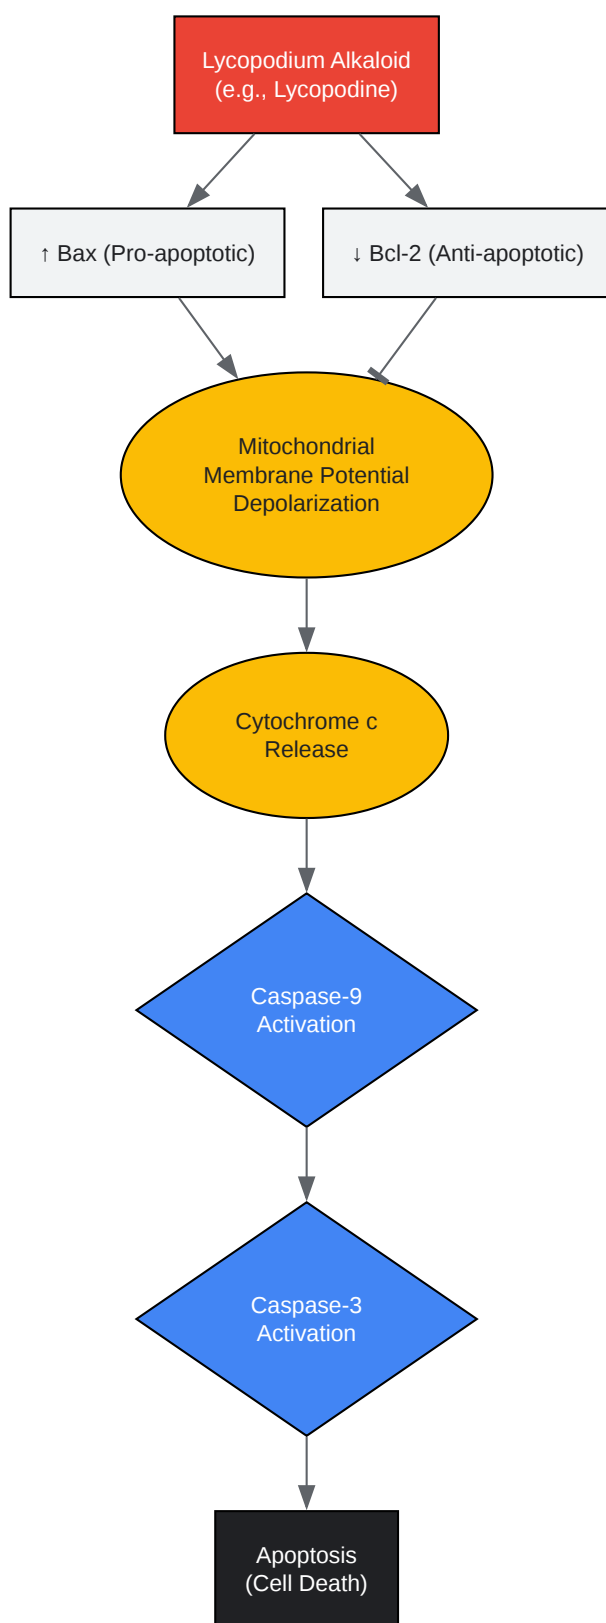 Lycopodium Alkaloid
(e.g., Lycopodine)
↑ Bax (Pro-apoptotic)
↓ Bcl-2 (Anti-apoptotic)
Mitochondrial
Membrane Potential
Depolarization
Cytochrome c
Release
Caspase-9
Activation
Caspase-3
Activation
Apoptosis
(Cell Death)